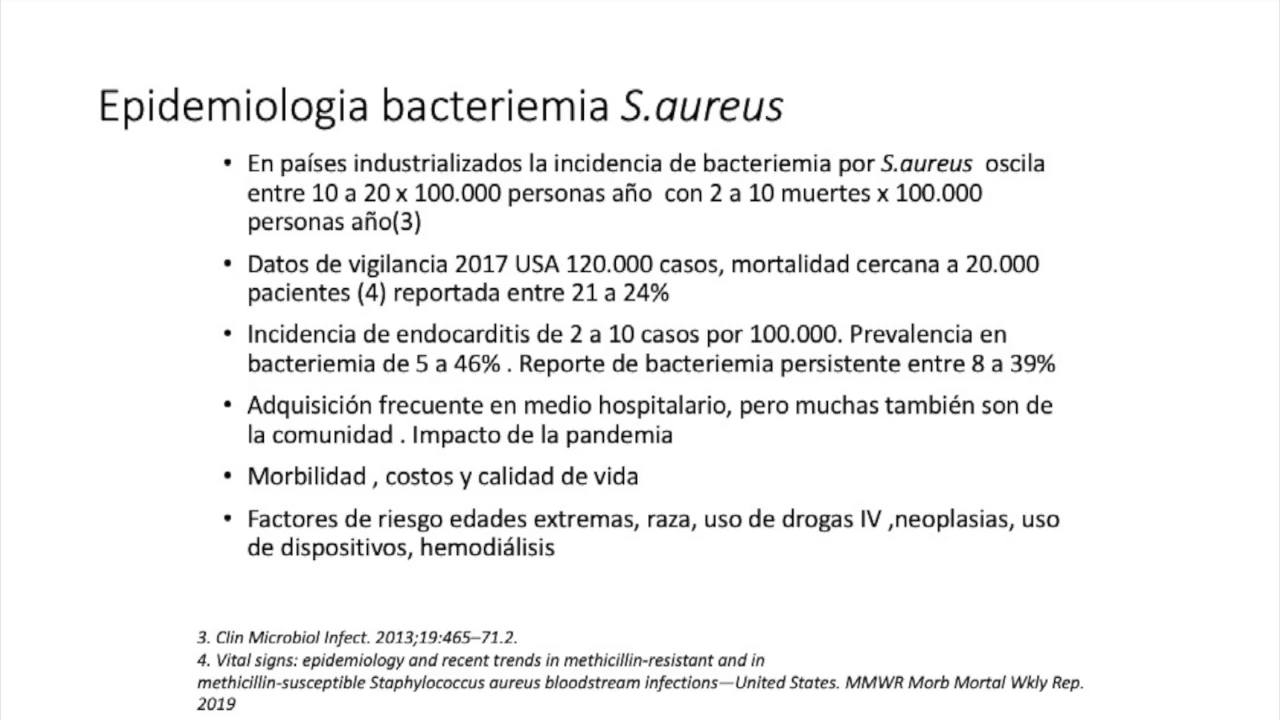 Epidemiologia bacteriemia S.aureus
• En países industrializados la incidencia de bacteriemia por S.aureus oscila
entre 10 a 20 x 100.000 personas año con 2 a 10 muertes x 100.000
personas año(3)
• Datos de vigilancia 2017 USA 120.000 casos, mortalidad cercana a 20.000
pacientes (4) reportada entre 21 a 24%
• Incidencia de endocarditis de 2 a 10 casos por 100.000. Prevalencia en
bacteriemia de 5 a 46% . Reporte de bacteriemia persistente entre 8 a 39%
• Adquisición frecuente en medio hospitalario, pero muchas también son de
la comunidad . Impacto de la pandemia
• Morbilidad , costos y calidad de vida
• Factores de riesgo edades extremas, raza, uso de drogas IV ,neoplasias, uso
de dispositivos, hemodiálisis
3. Clin Microbiol Infect. 2013;19:465–71.2.
4. Vital signs: epidemiology and recent trends in methicillin-resistant and in
methicillin-susceptible Staphylococcus aureus bloodstream infections—United States. MMWR Morb Mortal Wkly Rep.
2019